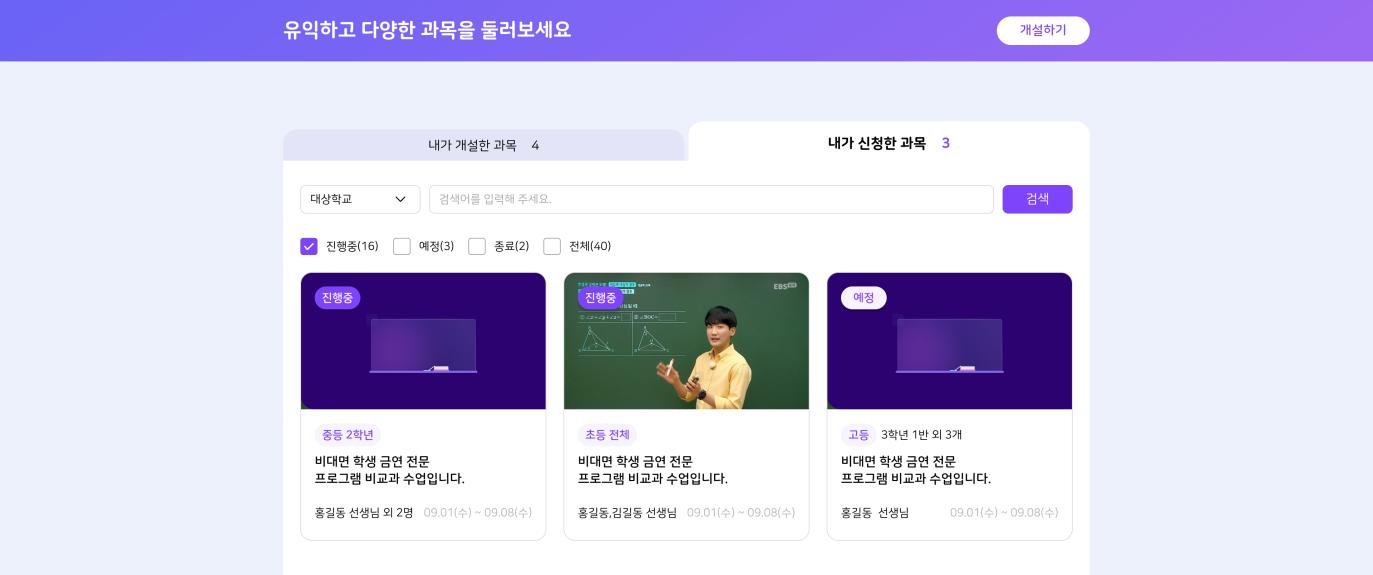 유익하고 다양한 과목을 둘러보세요
개설하기
내가 개설한 과목 4
내가 신청한 과목 3
대상학교
검색어를 입력해 주세요.
검색
진행중(16) 예정(3) 종료(2) 전체(40)
진행중
중등 2학년
비대면 학생 금연 전문
프로그램 비교과 수업입니다.
홍길동 선생님 외 2명 09.01(수) ~ 09.08(수)
진행중
EBS
초등 전체
비대면 학생 금연 전문
프로그램 비교과 수업입니다.
홍길동,김길동 선생님 09.01(수) ~ 09.08(수)
예정
고등 3학년 1반 외 3개
비대면 학생 금연 전문
프로그램 비교과 수업입니다.
홍길동 선생님 09.01(수) ~ 09.08(수)